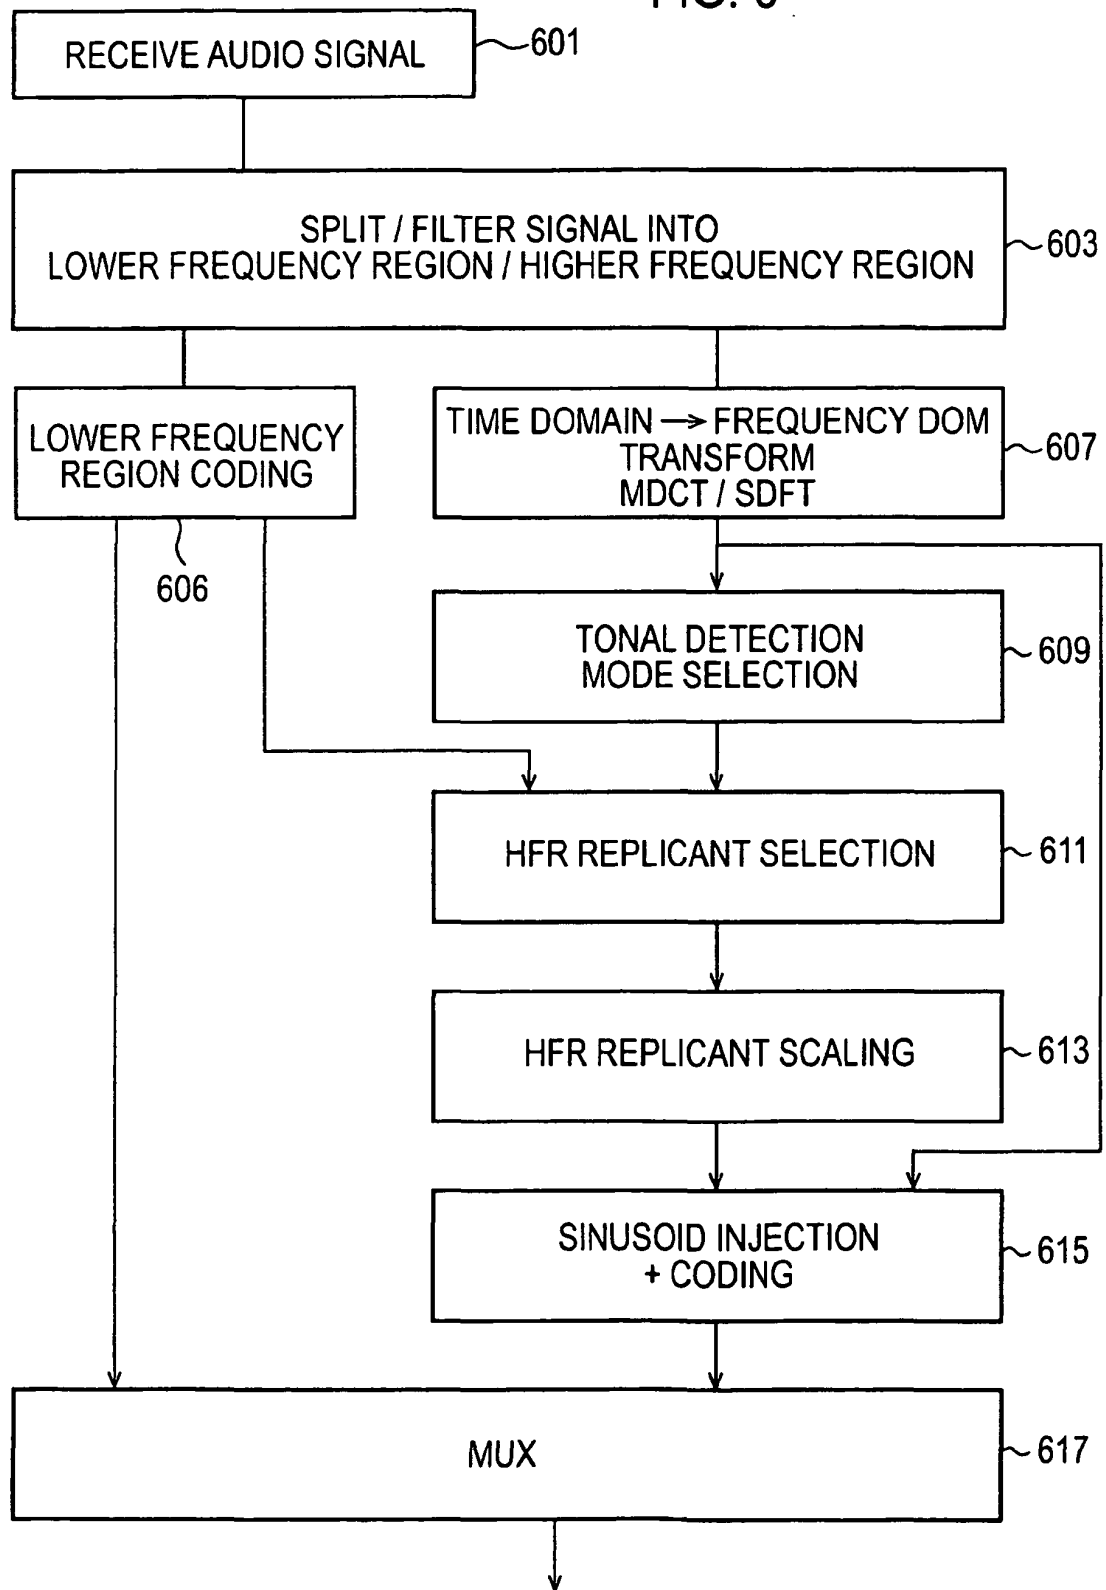 RECEIVE AUDIO SIGNAL
601
SPLIT / FILTER SIGNAL INTO
LOWER FREQUENCY REGION / HIGHER FREQUENCY REGION
603
LOWER FREQUENCY
REGION CODING
606
TIME DOMAIN → FREQUENCY DOM
TRANSFORM
MDCT / SDFT
607
TONAL DETECTION
MODE SELECTION
609
HFR REPLICANT SELECTION
611
HFR REPLICANT SCALING
613
SINUSOID INJECTION
+ CODING
615
MUX
617